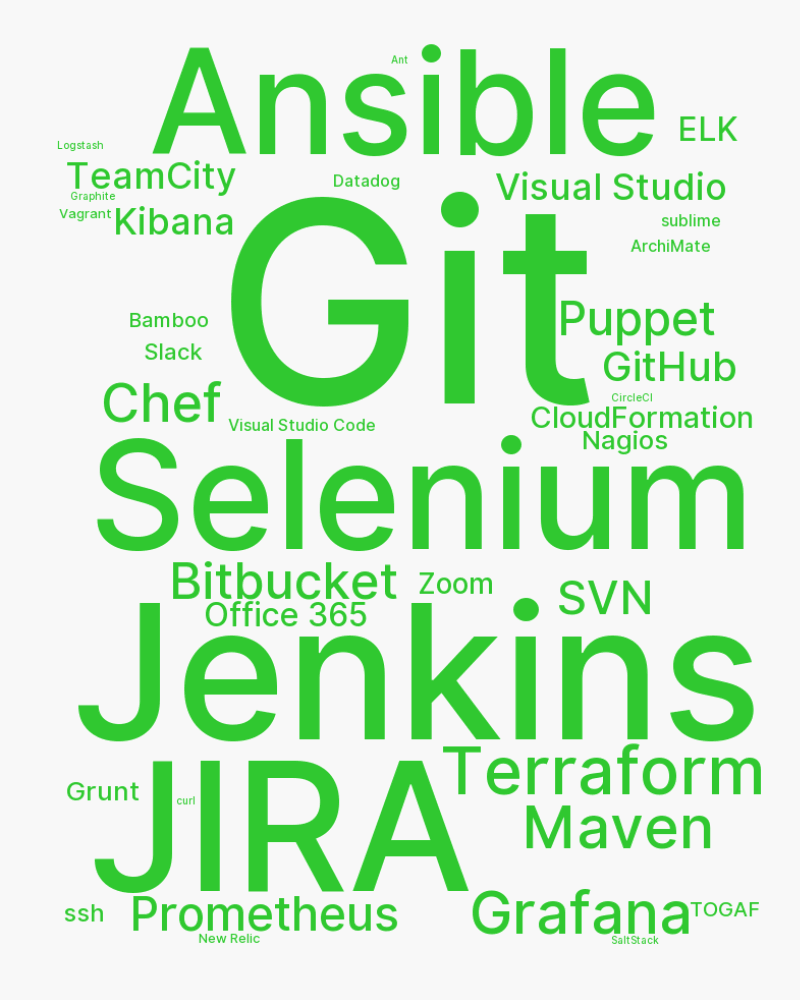 Ant
Ansible
ELK
Logstash
TeamCity
Datadog
Visual Studio
Graphite
Vagrant
Kibana
sublime
ArchiMate
Git
Bamboo
Puppet
Slack
GitHub
Chef
CircleCI
CloudFormation
Visual Studio Code
Nagios
Selenium
Bitbucket
Zoom
SVN
Office 365
Jenkins
Terraform
Grunt
curl
JIRA
Maven
ssh
Prometheus
Grafana
TOGAF
New Relic
SaltStack